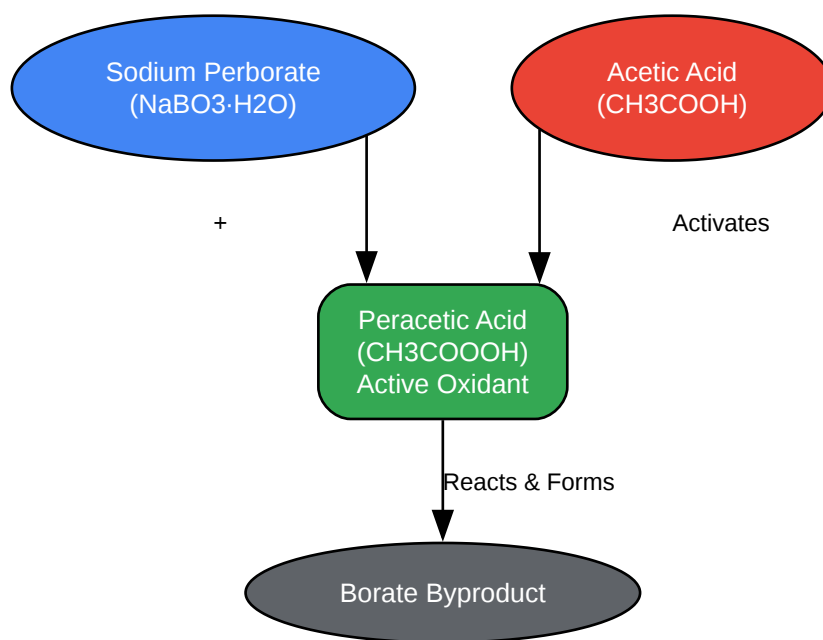 Sodium Perborate
(NaBO3·H2O)
Acetic Acid
(CH3COOH)
+
Activates
Peracetic Acid
(CH3COOOH)
Active Oxidant
Reacts & Forms
Borate Byproduct